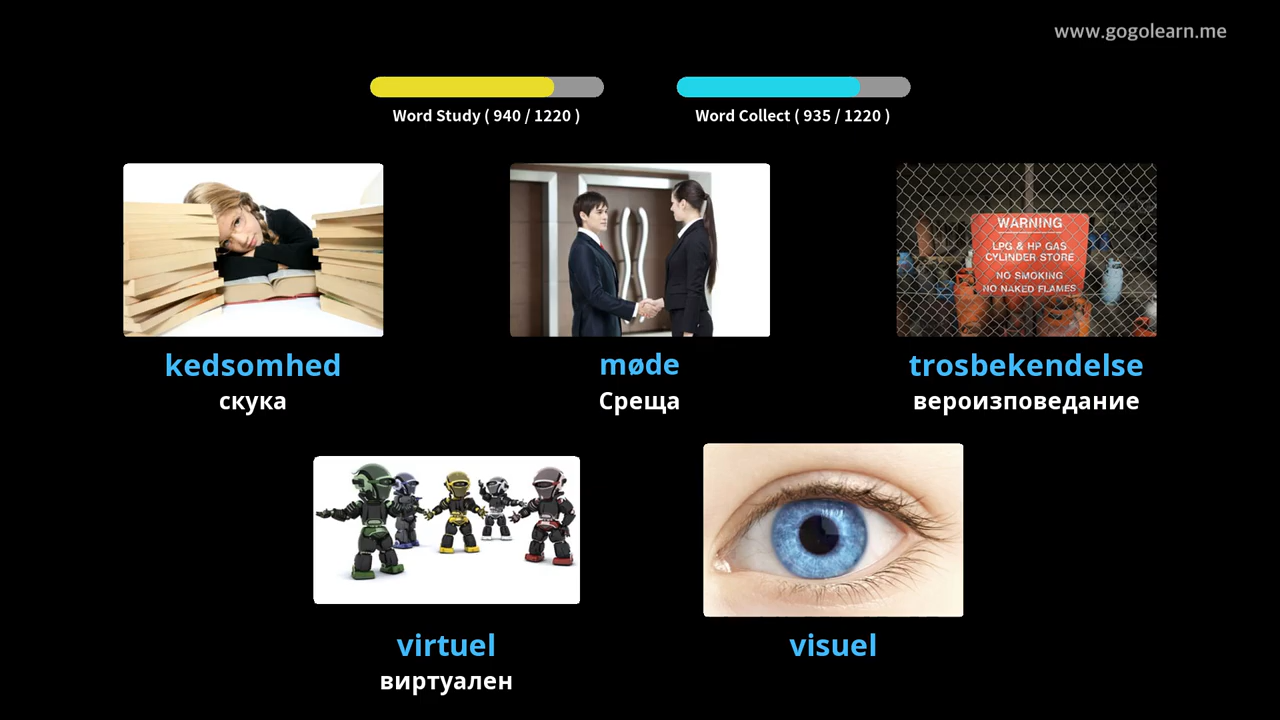 www.gogolearn.me
Word Study ( 940 / 1220 )
Word Collect ( 935 / 1220 )
WARNING
LPG & HP GAS
CYLINDER STORE
NO SMOKING
NO NAKED FLAMES
kedsomhed
скука
møde
Среща
trosbekendelse
вероизповедание
virtuel
виртуален
visuel